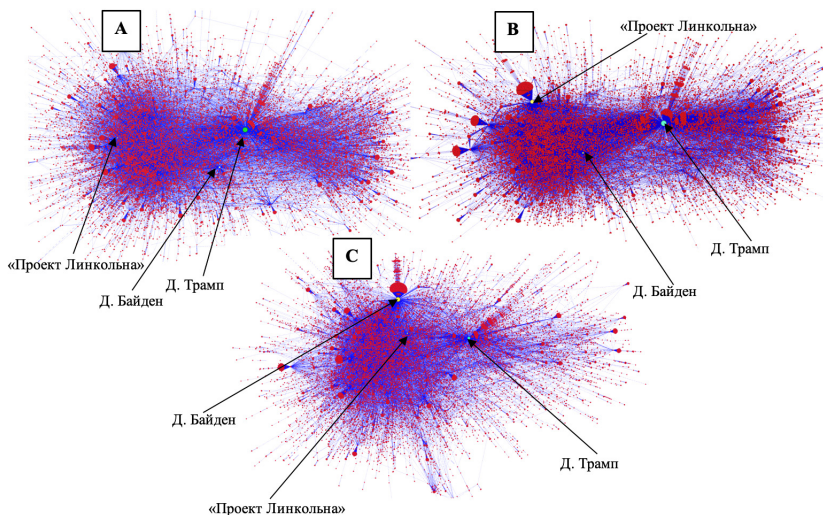 A
B
«Проект Линкольна»
«Проект Линкольна»
Д. Байден
Д. Трамп
Д. Трамп
Д. Байден
C
Д. Байден
Д. Трамп
«Проект Линкольна»